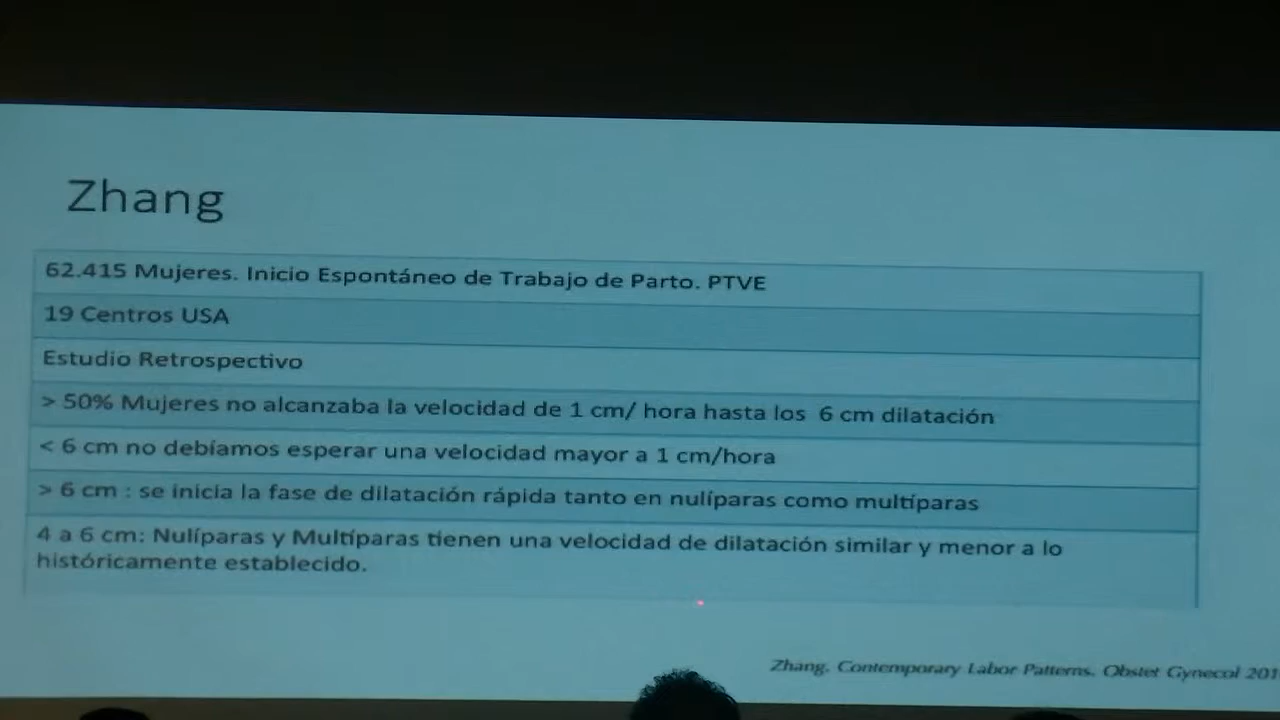 Zhang
62.415 Mujeres. Inicio Espontáneo de Trabajo de Parto. PTVE
19 Centros USA
Estudio Retrospectivo
> 50% Mujeres no alcanzaba la velocidad de 1 cm/ hora hasta los 6 cm dilatación
< 6 cm no debíamos esperar una velocidad mayor a 1 cm/hora
> 6 cm : se inicia la fase de dilatación rápida tanto en nulíparas como multíparas
4 a 6 cm: Nulíparas y Multíparas tienen una velocidad de dilatación similar y menor a lo
históricamente establecido.
Zhang. Contemporary Labor Patterns. Obstet Gynecol